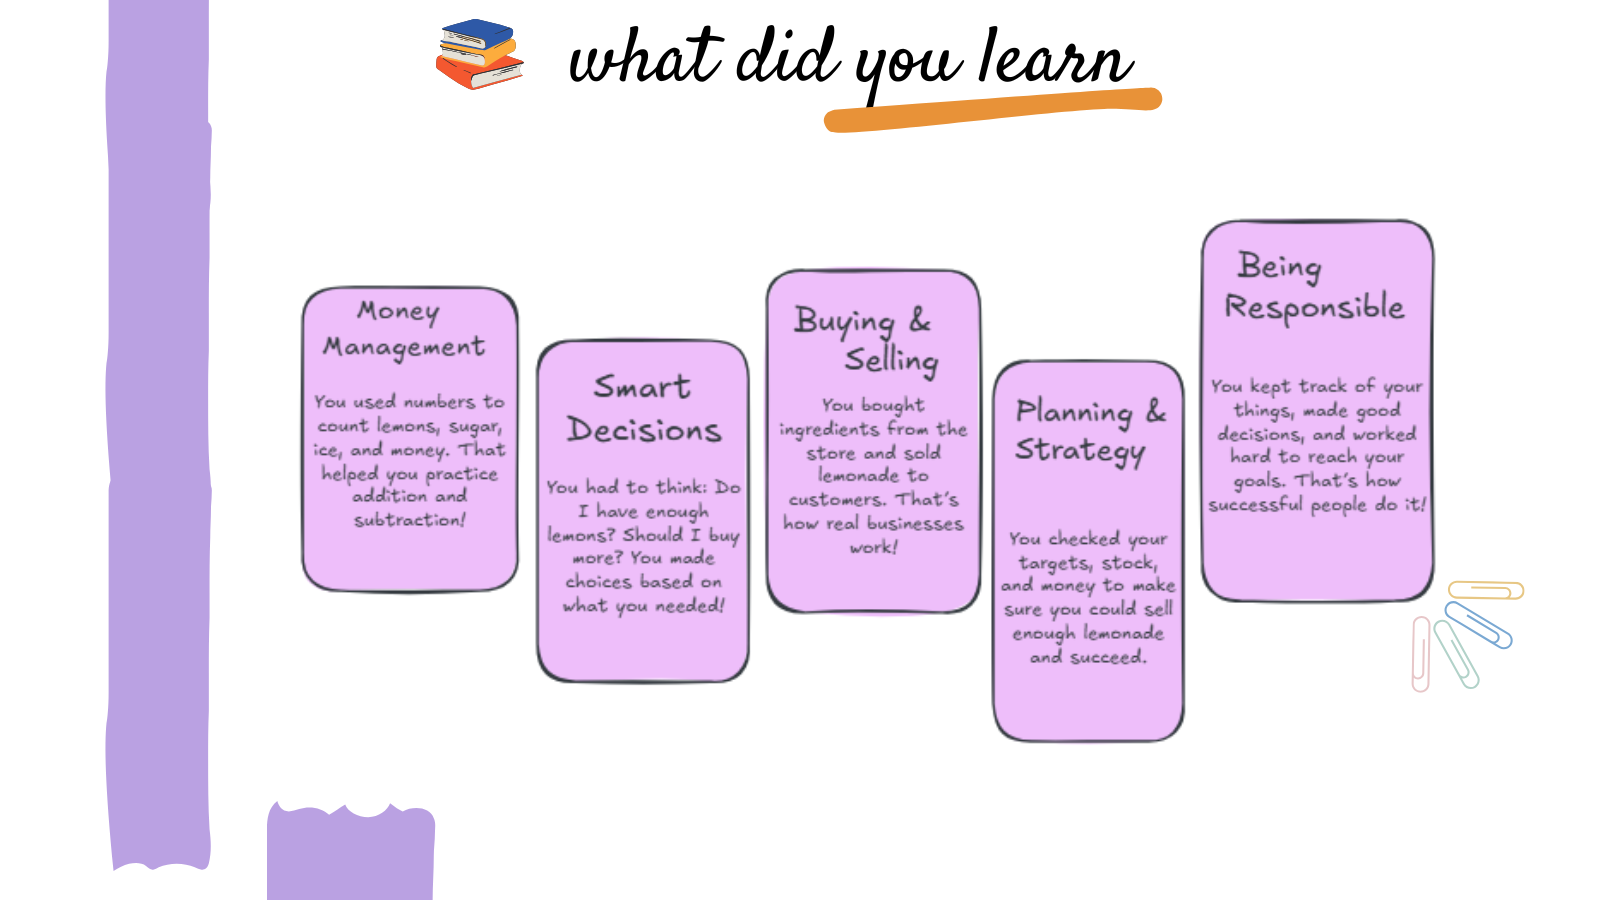 what did you learn
Money
Management
You used numbers to
count lemons, sugar,
ice, and money. That
helped you practice
addition and
subtraction!
Smart
Decisions
You had to think: Do
I have enough
lemons? Should I buy
more? You made
choices based on
what you needed!
Buying &
Selling
You bought
ingredients from the
store and sold
lemonade to
customers. That's
how real businesses
work!
Planning &
Strategy
You checked your
targets, stock,
and money to make
sure you could sell
enough lemonade
and succeed.
Being
Responsible
You kept track of your
things, made good
decisions, and worked
hard to reach your
goals. That's how
successful people do it!